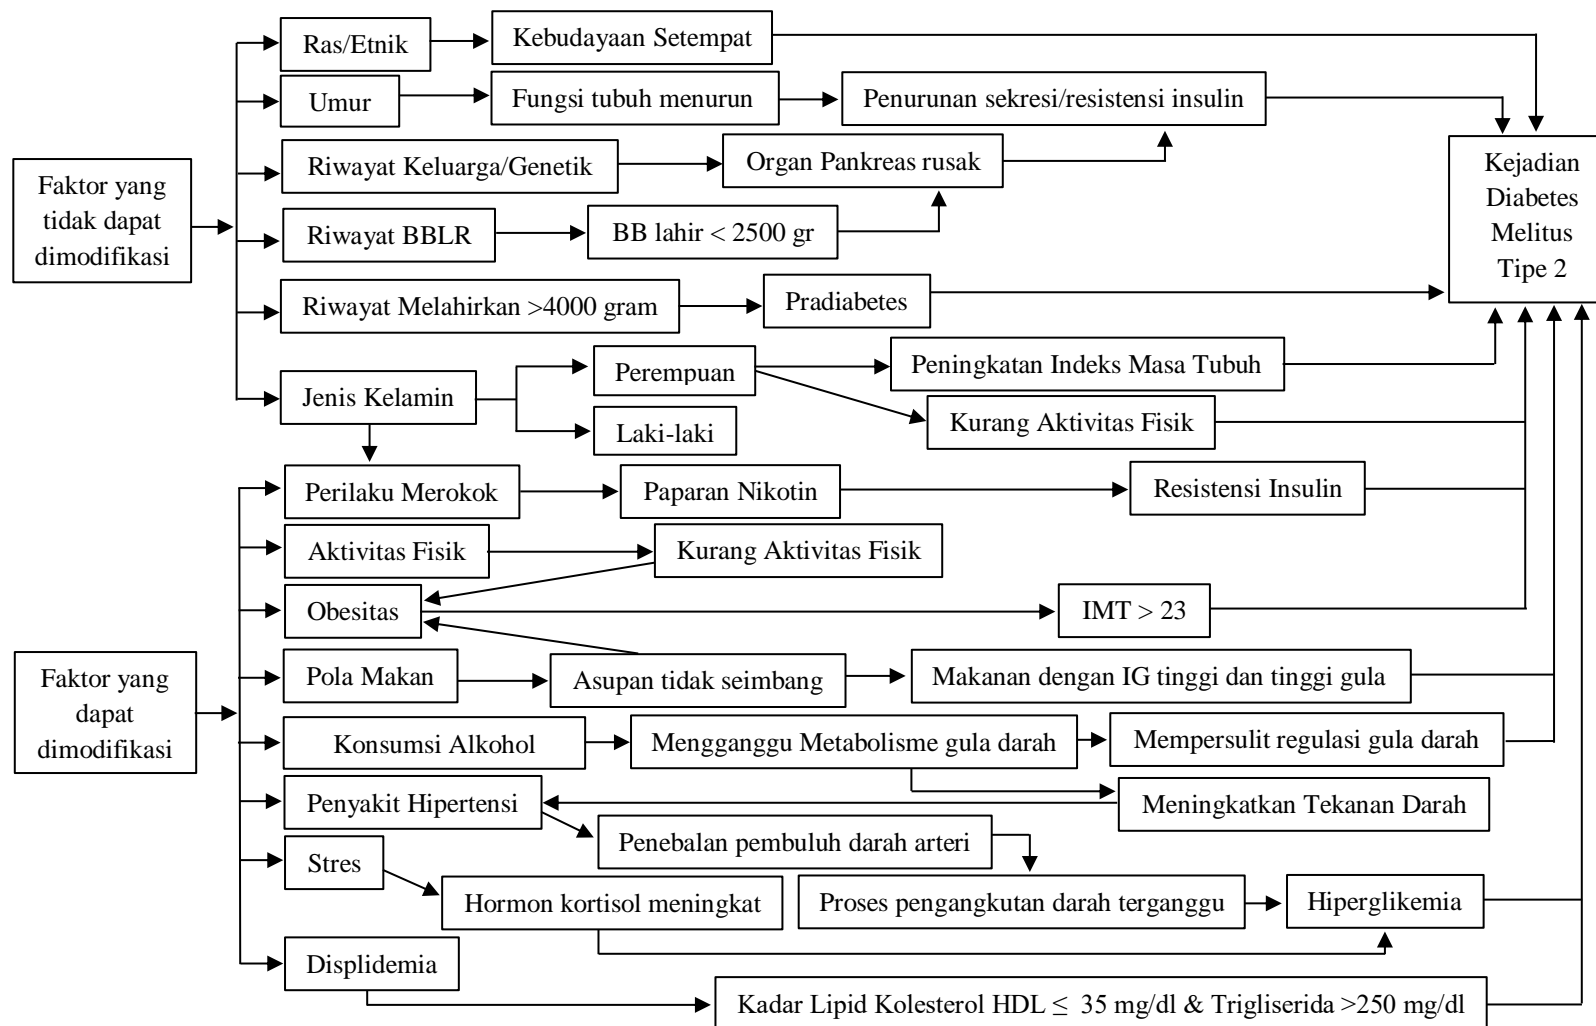 Ras/Etnik
Kebudayaan Setempat
Umur
Fungsi tubuh menurun
Penurunan sekresi/resistensi insulin
Riwayat Keluarga/Genetik
Organ Pankreas rusak
Faktor yang
tidak dapat
dimodifikasi
Kejadian
Diabetes
Melitus
Tipe 2
Riwayat BBLR
BB lahir < 2500 gr
Riwayat Melahirkan >4000 gram
Pradiabetes
Jenis Kelamin
Perempuan
Peningkatan Indeks Masa Tubuh
Laki-laki
Kurang Aktivitas Fisik
Perilaku Merokok
Paparan Nikotin
Resistensi Insulin
Aktivitas Fisik
Kurang Aktivitas Fisik
Obesitas
IMT > 23
Faktor yang
dapat
dimodifikasi
Pola Makan
Asupan tidak seimbang
Makanan dengan IG tinggi dan tinggi gula
Konsumsi Alkohol
Mengganggu Metabolisme gula darah
Mempersulit regulasi gula darah
Penyakit Hipertensi
Meningkatkan Tekanan Darah
Penebalan pembuluh darah arteri
Stres
Hormon kortisol meningkat
Proses pengangkutan darah terganggu
Hiperglikemia
Displidemia
Kadar Lipid Kolesterol HDL ≤ 35 mg/dl & Trigliserida >250 mg/dl